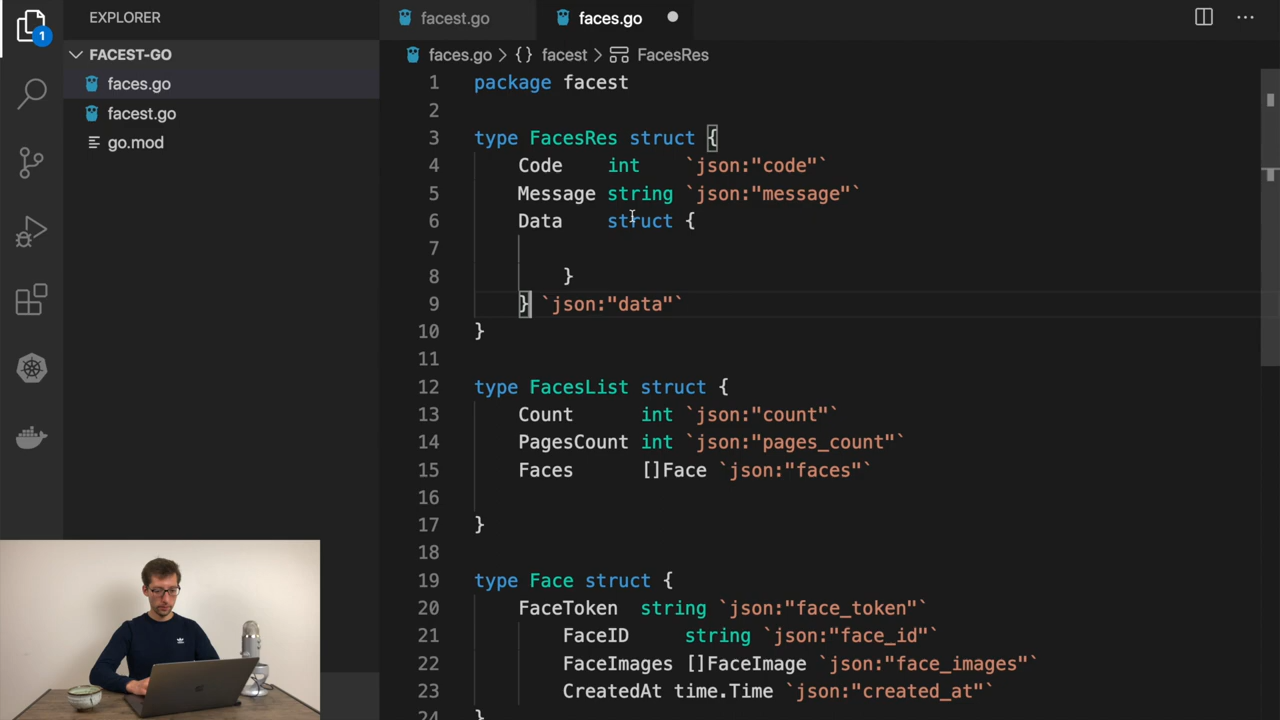 EXPLORER
FACEST-GO
faces.go
facest.go
go.mod
1
facest.go
faces.go
faces.go > {} facest > FacesRes
1 package facest
2
3 type FacesRes struct {
4 Code int `json:"code"`
5 Message string `json:"message"`
6 Data struct {
7
8 }
9 } `json:"data"`
10 }
11
12 type FacesList struct {
13 Count int `json:"count"`
14 PagesCount int `json:"pages_count"`
15 Faces []Face `json:"faces"`
16
17 }
18
19 type Face struct {
20 FaceToken string `json:"face_token"`
21 FaceID string `json:"face_id"`
22 FaceImages []FaceImage `json:"face_images"`
23 CreatedAt time.Time `json:"created_at"`
24 }